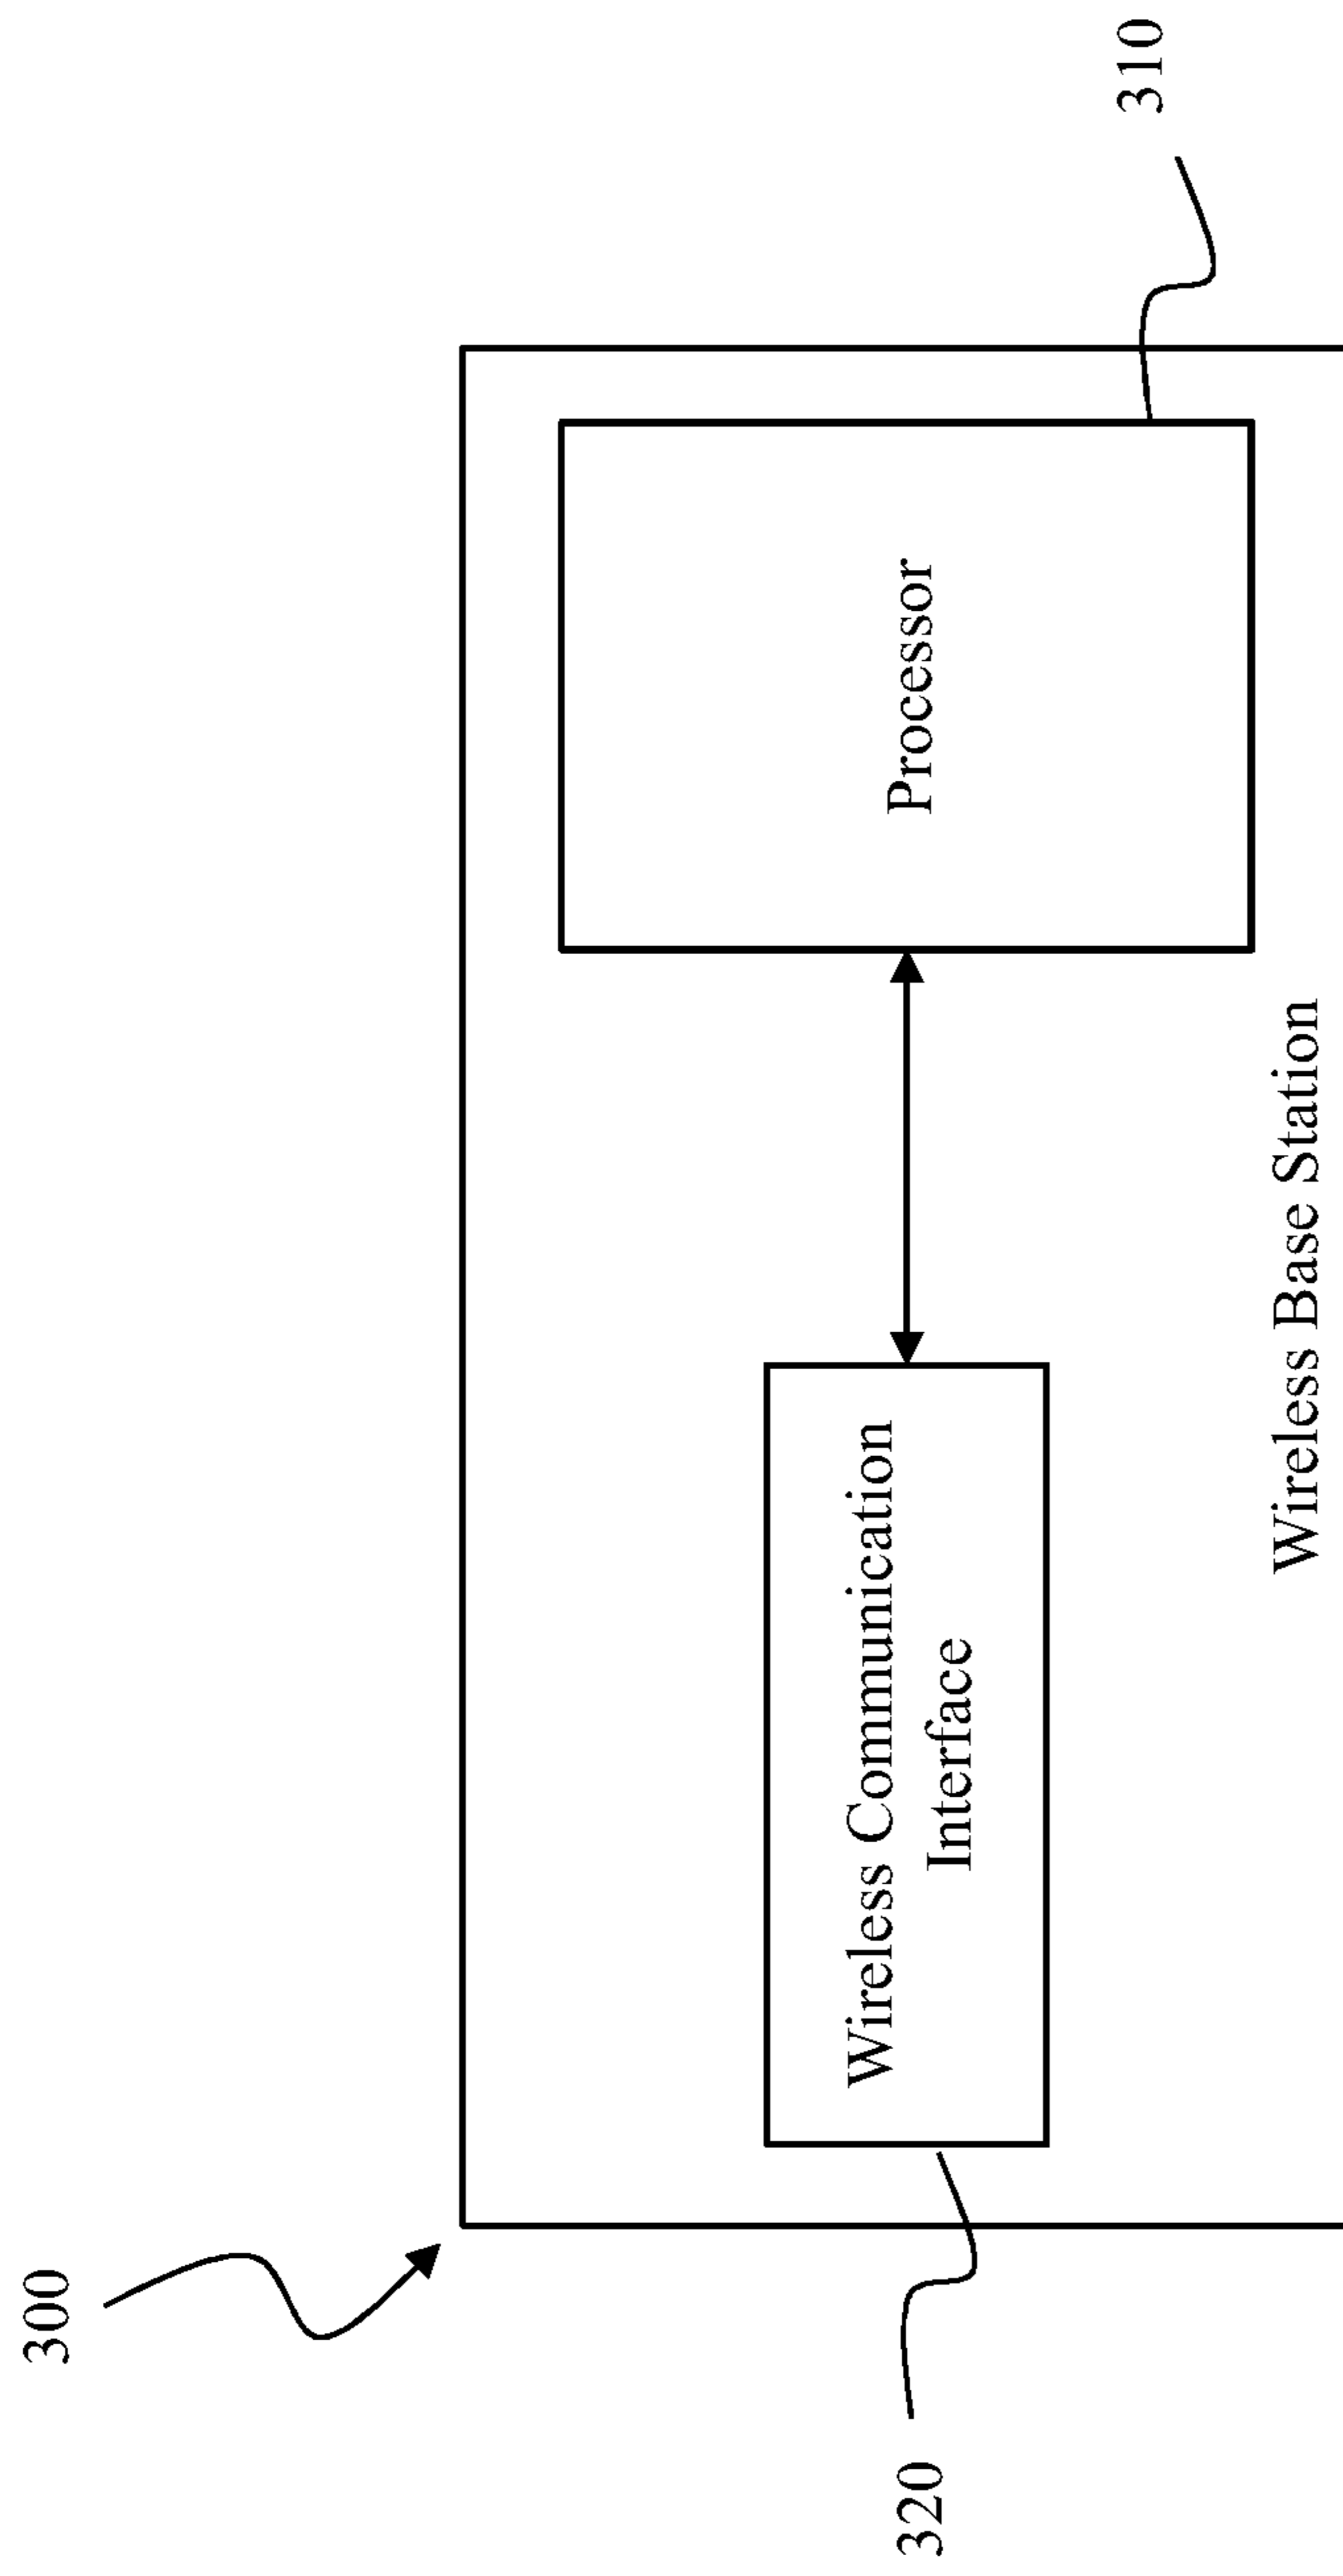 300
310
Processor
Wireless Communication
Interface
320
Wireless Base Station